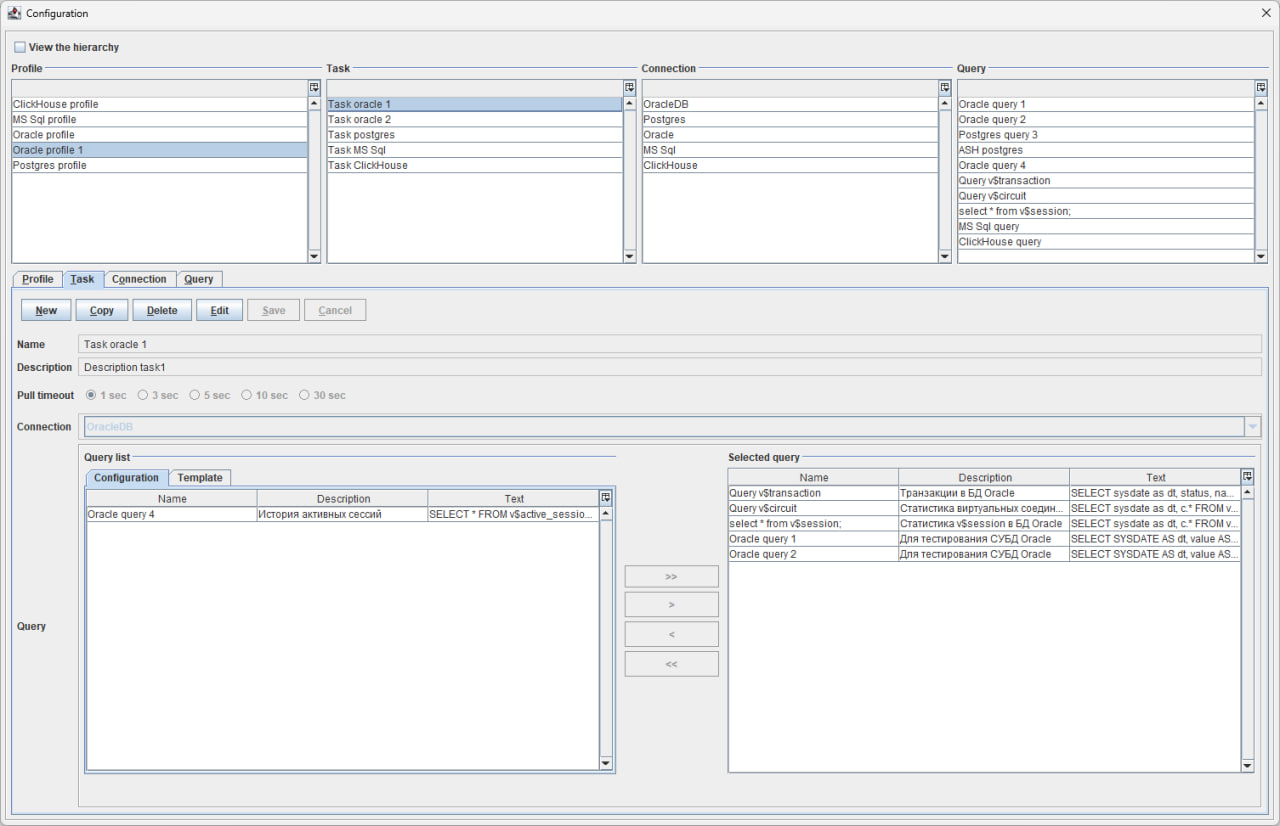 Configuration
View the hierarchy
Profile Task Connection Query
ClickHouse profile Task oracle 1 OracleDB Oracle query 1
MS Sql profile Task oracle 2 Postgres Oracle query 2
Oracle profile Task postgres Oracle Postgres query 3
Oracle profile 1 Task MS Sql MS Sql ASH postgres
Postgres profile Task ClickHouse ClickHouse Oracle query 4
Query v$transaction
Query v$circuit
select * from v$session;
MS Sql query
ClickHouse query
Profile Task Connection Query
New Copy Delete Edit Save Cancel
Name Task oracle 1
Description Description task1
Pull timeout 1 sec 3 sec 5 sec 10 sec 30 sec
Connection OracleDB
Query list Selected query
Configuration Template Name Description Text
Name Description Text Query v$transaction Транзакции в БД Oracle SELECT sysdate as dt, status, na...
Oracle query 4 История активных сессий SELECT * FROM v$active_sessio... Query v$circuit Статистика виртуальных соедин... SELECT sysdate as dt, c.* FROM v...
select * from v$session; Статистика v$session в БД Oracle SELECT sysdate as dt, c.* FROM v...
Oracle query 1 Для тестирования СУБД Oracle SELECT SYSDATE AS dt, value AS...
Oracle query 2 Для тестирования СУБД Oracle SELECT SYSDATE AS dt, value AS...
>>
>
Query
<
<<